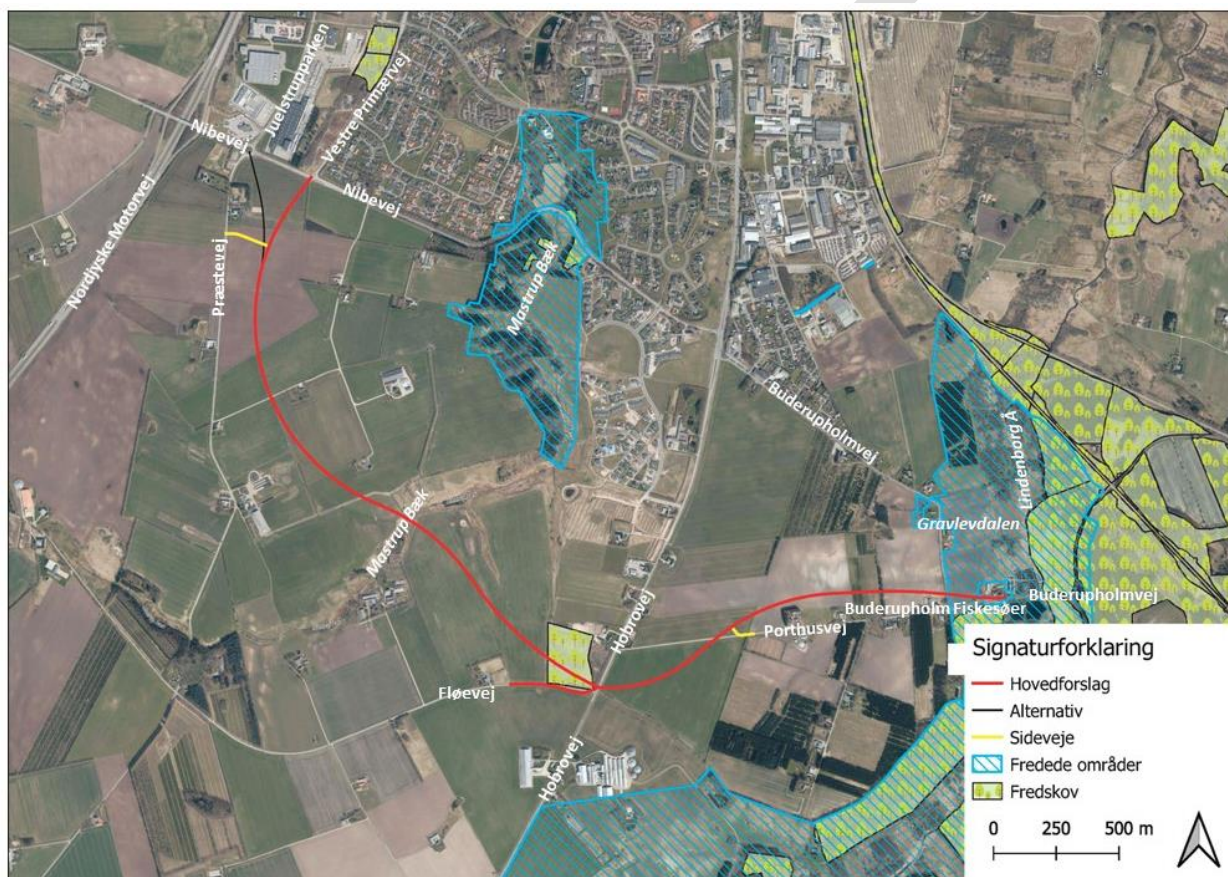 Juelstrupparken
Vestre Primærvej
Nibevej
Nibevej
Nordjyske Motorvej
Præstevej
Mastrup Bæk
Buderupholmvej
Lindenborg Å
Gravlevdalen
Mastrup Bæk
Hobrovej
Porthusvej
Buderupholm Fiskesøer
Buderupholmvej
Fløevej
Hobrovej
Signaturforklaring
Hovedforslag
Alternativ
Sideveje
Fredede områder
Fredskov
0 250 500 m